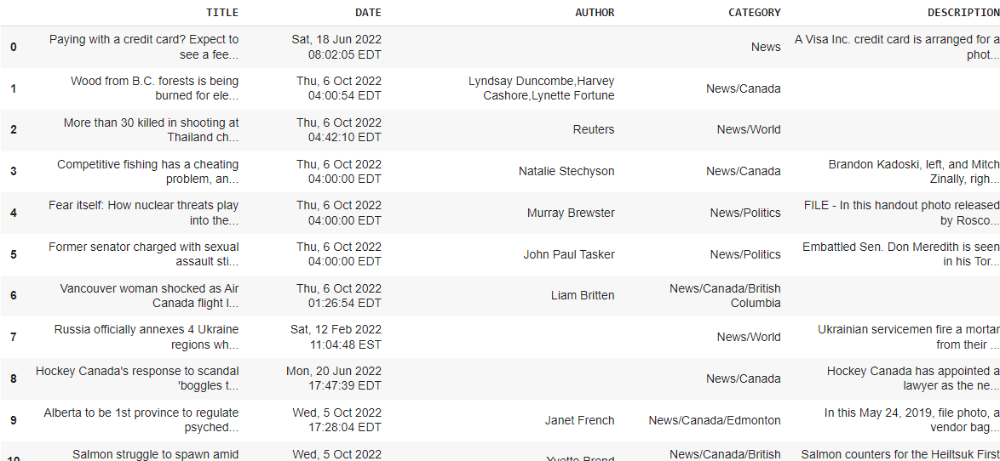 TITLE DATE AUTHOR CATEGORY DESCRIPTION
0 Paying with a credit card? Expect to see a fee... Sat, 18 Jun 2022 08:02:05 EDT News A Visa Inc. credit card is arranged for a phot...
1 Wood from B.C. forests is being burned for ele... Thu, 6 Oct 2022 04:00:54 EDT Lyndsay Duncombe,Harvey Cashore,Lynette Fortune News/Canada
2 More than 30 killed in shooting at Thailand ch... Thu, 6 Oct 2022 04:42:10 EDT Reuters News/World
3 Competitive fishing has a cheating problem, an... Thu, 6 Oct 2022 04:00:00 EDT Natalie Stechyson News/Canada Brandon Kadoski, left, and Mitch Zinally, righ...
4 Fear itself: How nuclear threats play into the... Thu, 6 Oct 2022 04:00:00 EDT Murray Brewster News/Politics FILE - In this handout photo released by Rosco...
5 Former senator charged with sexual assault sti... Thu, 6 Oct 2022 04:00:00 EDT John Paul Tasker News/Politics Embattled Sen. Don Meredith is seen in his Tor...
6 Vancouver woman shocked as Air Canada flight l... Thu, 6 Oct 2022 01:26:54 EDT Liam Britten News/Canada/British Columbia
7 Russia officially annexes 4 Ukraine regions wh... Sat, 12 Feb 2022 11:04:48 EST News/World Ukrainian servicemen fire a mortar from their ...
8 Hockey Canada's response to scandal 'boggles t... Mon, 20 Jun 2022 17:47:39 EDT News/Canada Hockey Canada has appointed a lawyer as the ne...
9 Alberta to be 1st province to regulate psyched... Wed, 5 Oct 2022 17:28:04 EDT Janet French News/Canada/Edmonton In this May 24, 2019, file photo, a vendor bag...
10 Salmon struggle to spawn amid Wed, 5 Oct 2022 Yvette Brend News/Canada/British Salmon counters for the Heiltsuk First